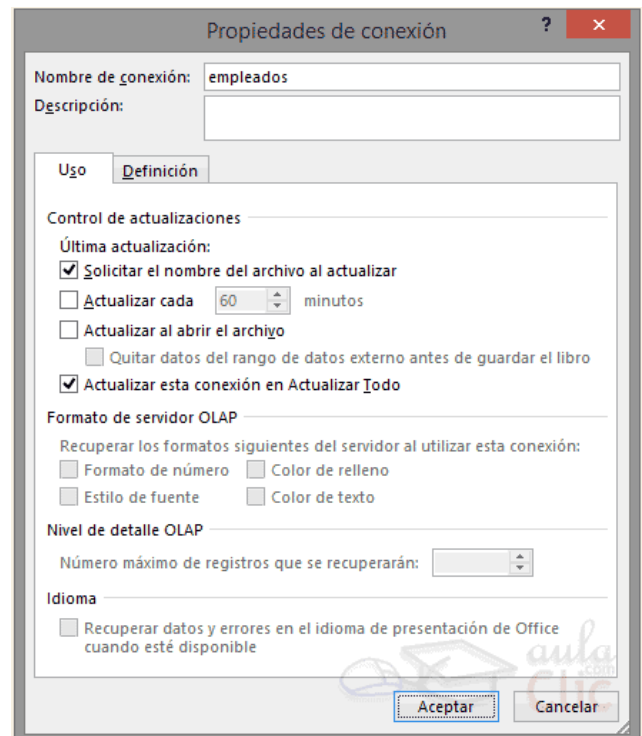 Propiedades de conexión
?
Nombre de conexión: empleados
Descripción:
Uso Definición
Control de actualizaciones
Última actualización:
Solicitar el nombre del archivo al actualizar
Actualizar cada 60 minutos
Actualizar al abrir el archivo
Quitar datos del rango de datos externo antes de guardar el libro
Actualizar esta conexión en Actualizar Todo
Formato de servidor OLAP
Recuperar los formatos siguientes del servidor al utilizar esta conexión:
Formato de número Color de relleno
Estilo de fuente Color de texto
Nivel de detalle OLAP
Número máximo de registros que se recuperarán:
Idioma
Recuperar datos y errores en el idioma de presentación de Office
cuando esté disponible
aula
.com
Clic
Aceptar Cancelar